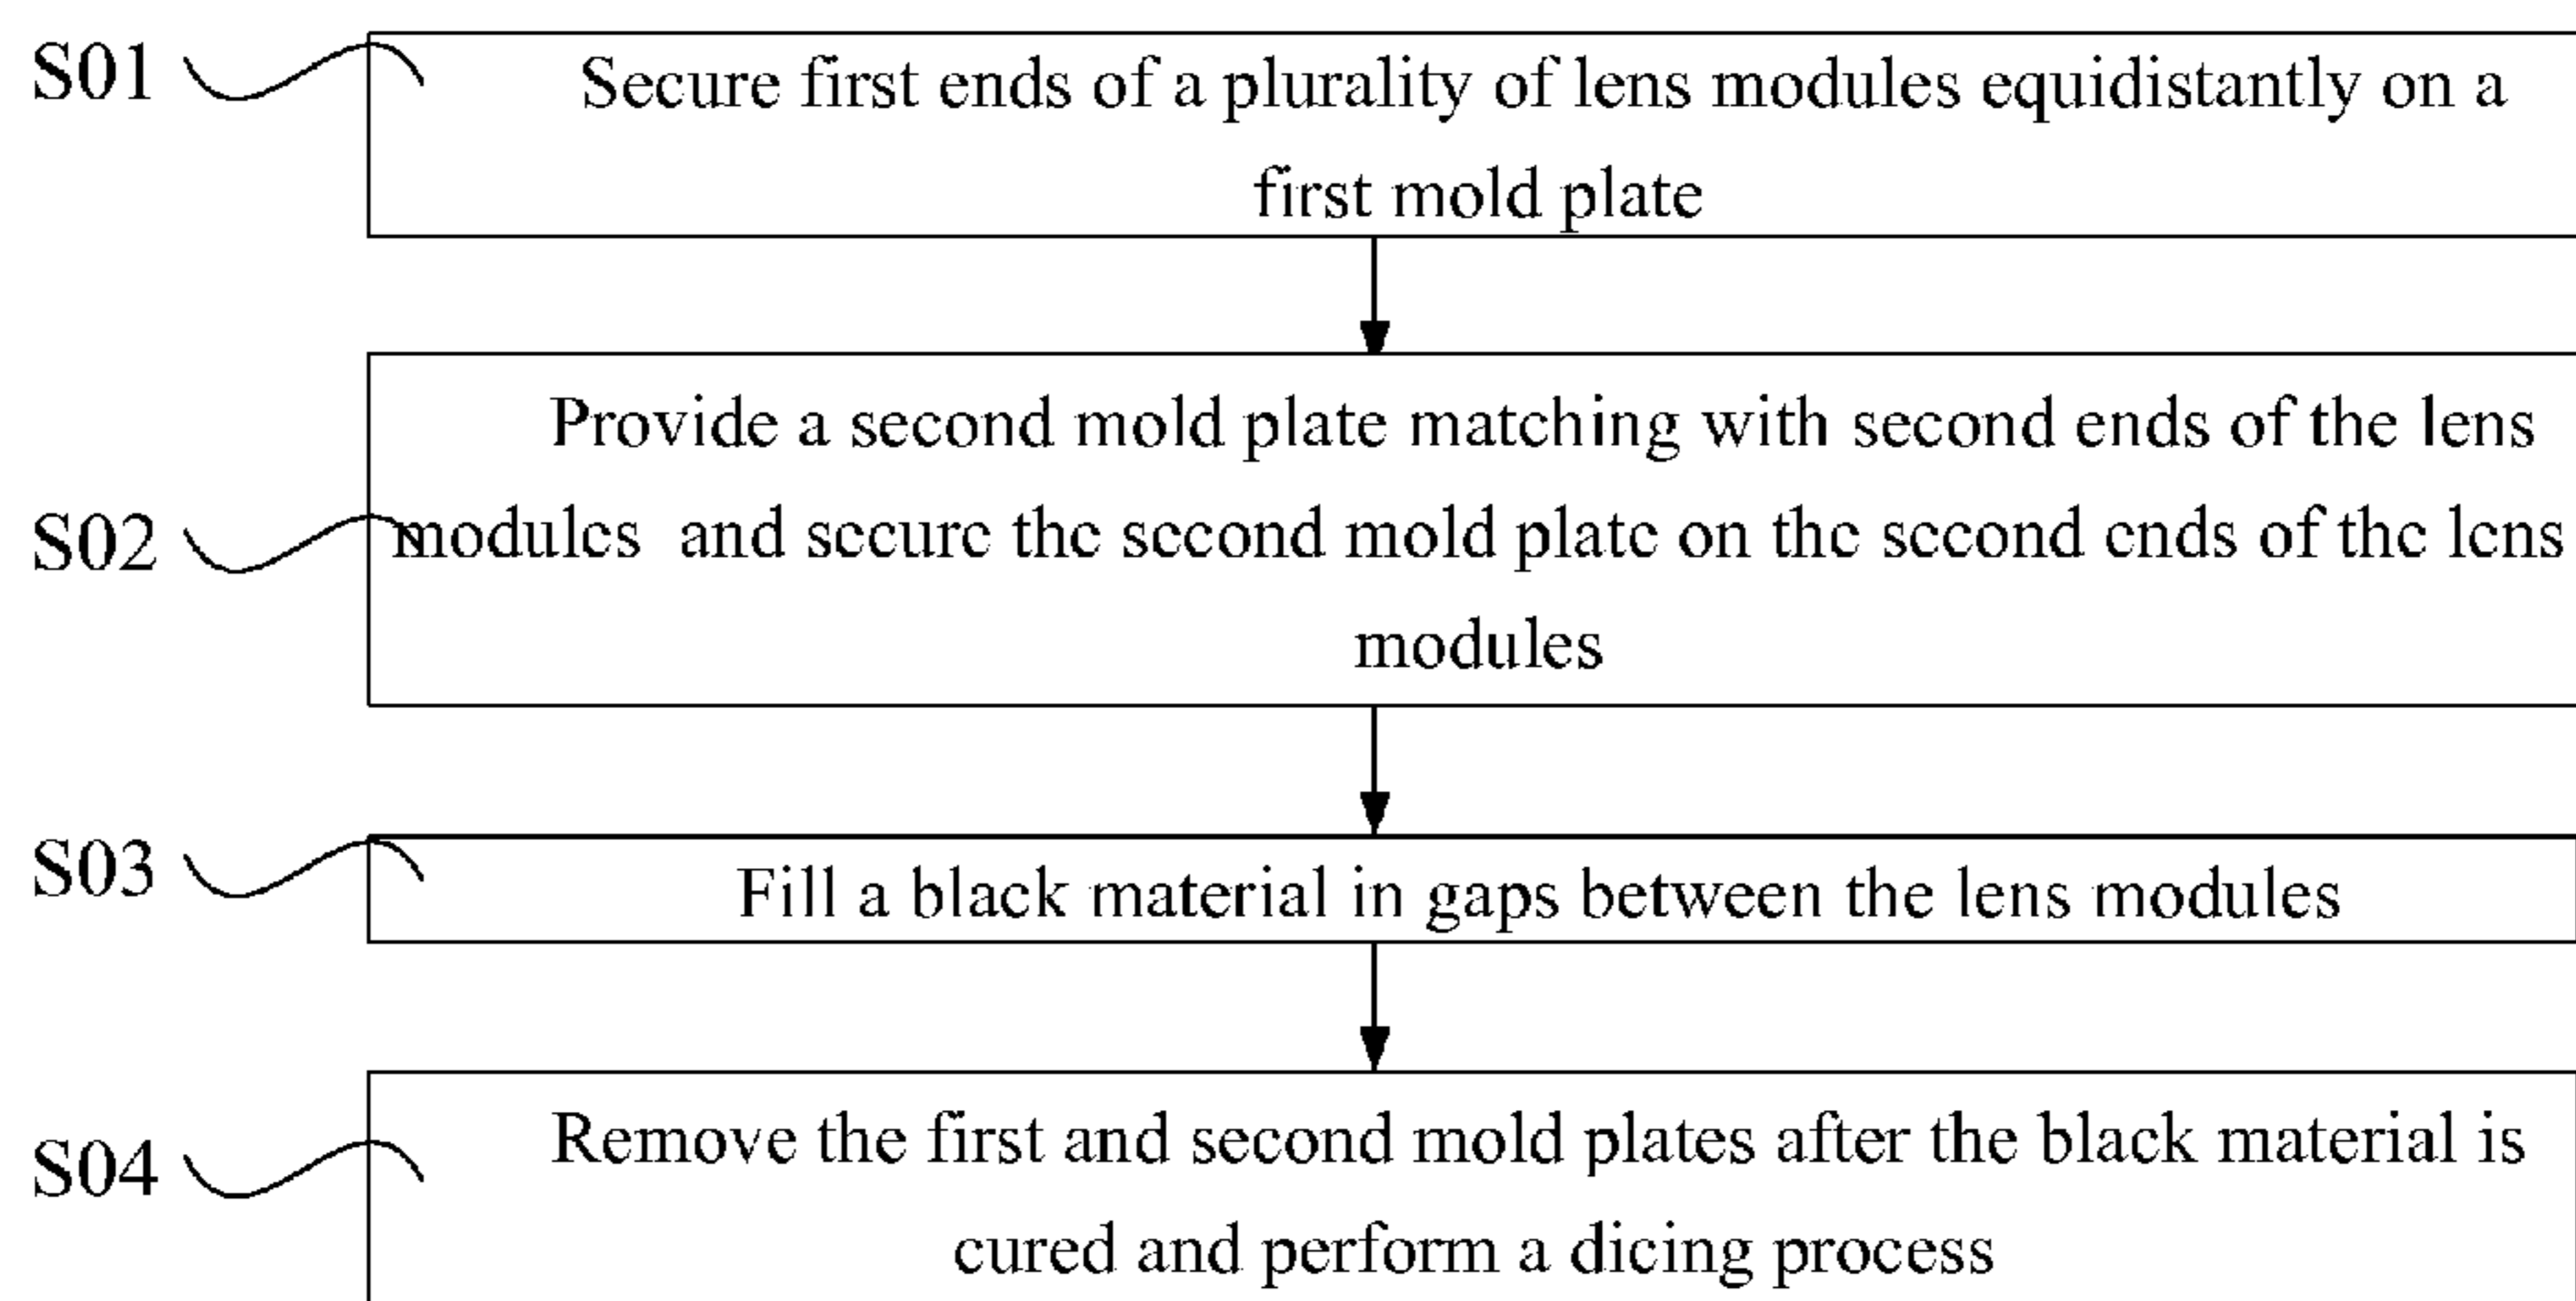 S01
Secure first ends of a plurality of lens modules equidistantly on a
first mold plate
Provide a second mold plate matching with second ends of the lens
S02
modules and secure the second mold plate on the second ends of the lens
modules
S03
Fill a black material in gaps between the lens modules
S04
Remove the first and second mold plates after the black material is
cured and perform a dicing process